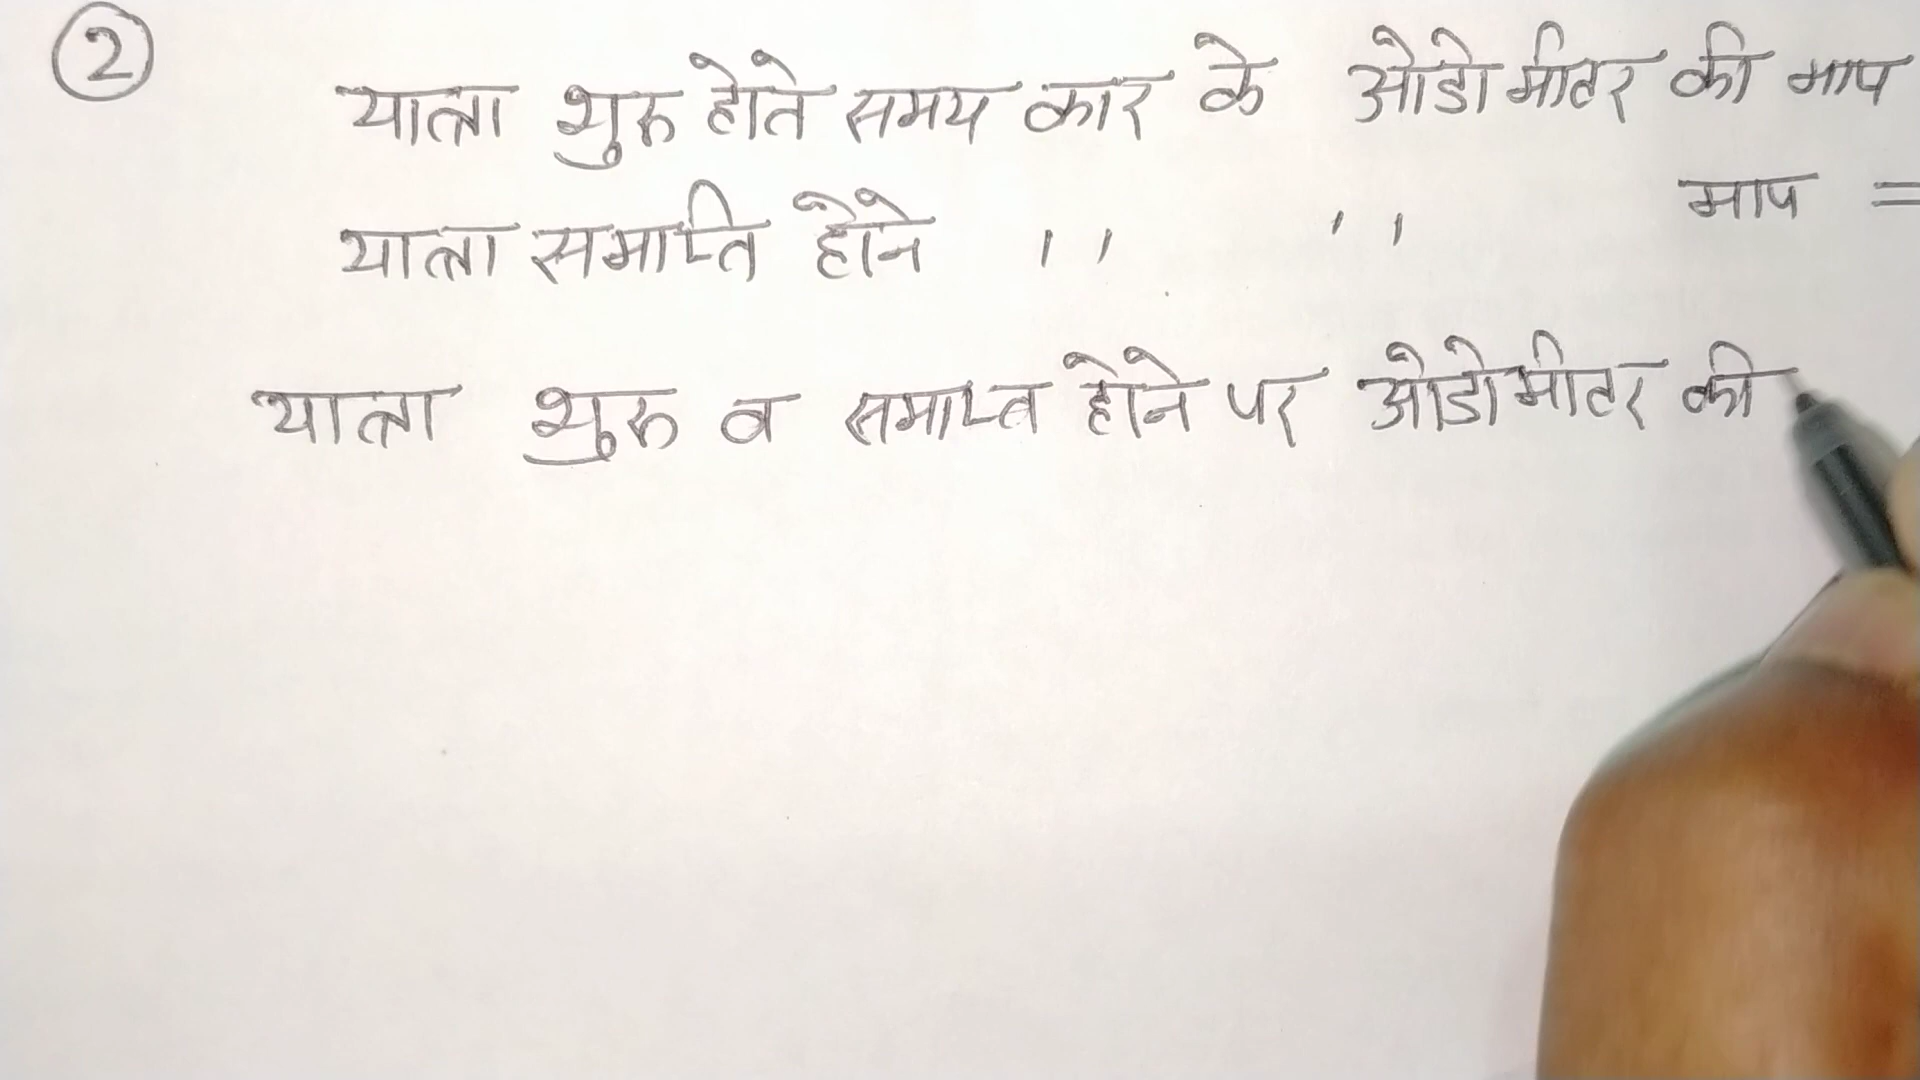 ② यात्रा शुरु होते समय कार के ओडोमीटर की माप
यात्रा समाप्ति होने '' '' माप =
यात्रा शुरु व समाप्त होने पर ओडोमीटर की